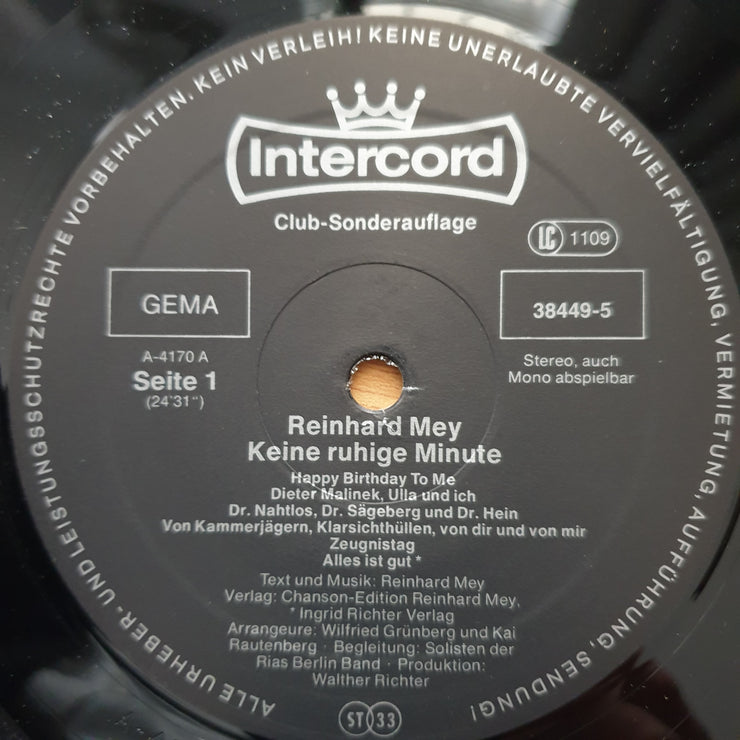 ALLE URHEBER- UND LEISTUNGSSCHUTZRECHTE VORBEHALTEN. KEIN VERLEIH! KEINE UNERLAUBTE VERVIELFÄLTIGUNG, VERMIETUNG, AUFFÜHRUNG, SENDUNG!
Intercord
Club-Sonderauflage
LC 1109
GEMA
38449-5
A-4170 A
Seite 1
(24'31")
Stereo, auch
Mono abspielbar
Reinhard Mey
Keine ruhige Minute
Happy Birthday To Me
Dieter Malinek, Ulla und ich
Dr. Nahtlos, Dr. Sägeberg und Dr. Hein
Von Kammerjägern, Klarsichthüllen, von dir und von mir
Zeugnistag
Alles ist gut *
Text und Musik: Reinhard Mey
Verlag: Chanson-Edition Reinhard Mey,
* Ingrid Richter Verlag
Arrangeure: Wilfried Grünberg und Kai
Rautenberg · Begleitung: Solisten der
Rias Berlin Band · Produktion:
Walther Richter
ST 33